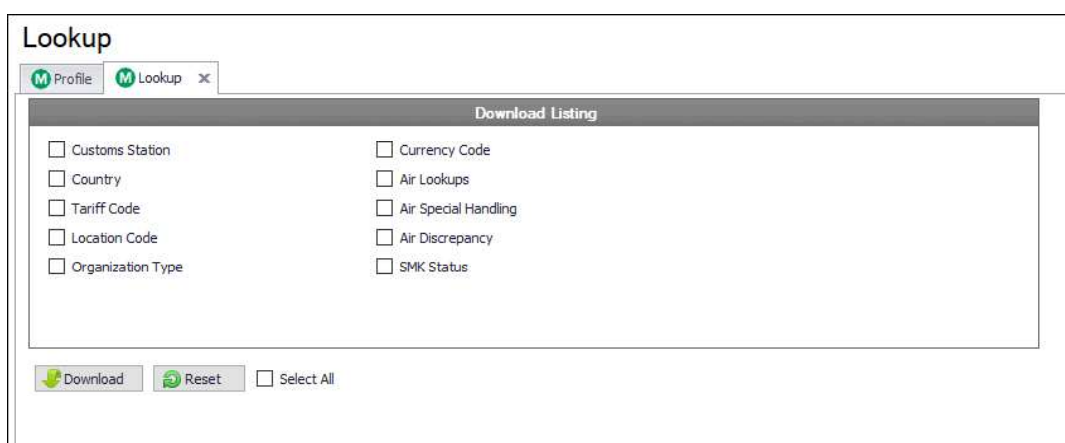 Lookup
M Profile
M Lookup x
Download Listing
Customs Station
Currency Code
Country
Air Lookups
Tariff Code
Air Special Handling
Location Code
Air Discrepancy
Organization Type
SMK Status
Download
Reset
Select All